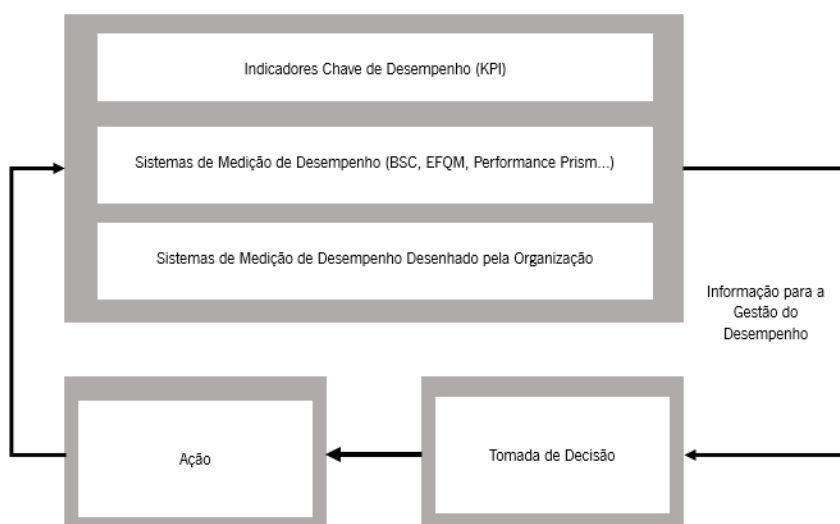 Indicadores Chave de Desempenho (KPI)
Sistemas de Medição de Desempenho (BSC, EFQM, Performance Prism...)
Sistemas de Medição de Desempenho Desenhado pela Organização
Informação para a
Gestão do
Desempenho
Ação
Tomada de Decisão